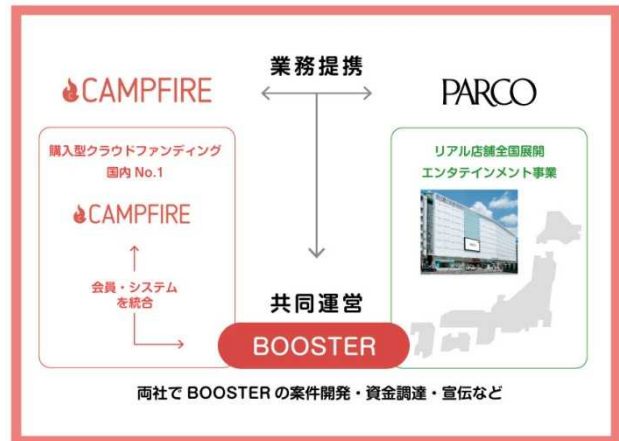 業務提携
CAMPFIRE
PARCO
購入型クラウドファンディング
国内 No.1
CAMPFIRE
会員・システム
を統合
リアル店舗全国展開
エンタテインメント事業
共同運営
BOOSTER
両社で BOOSTER の案件開発・資金調達・宣伝など